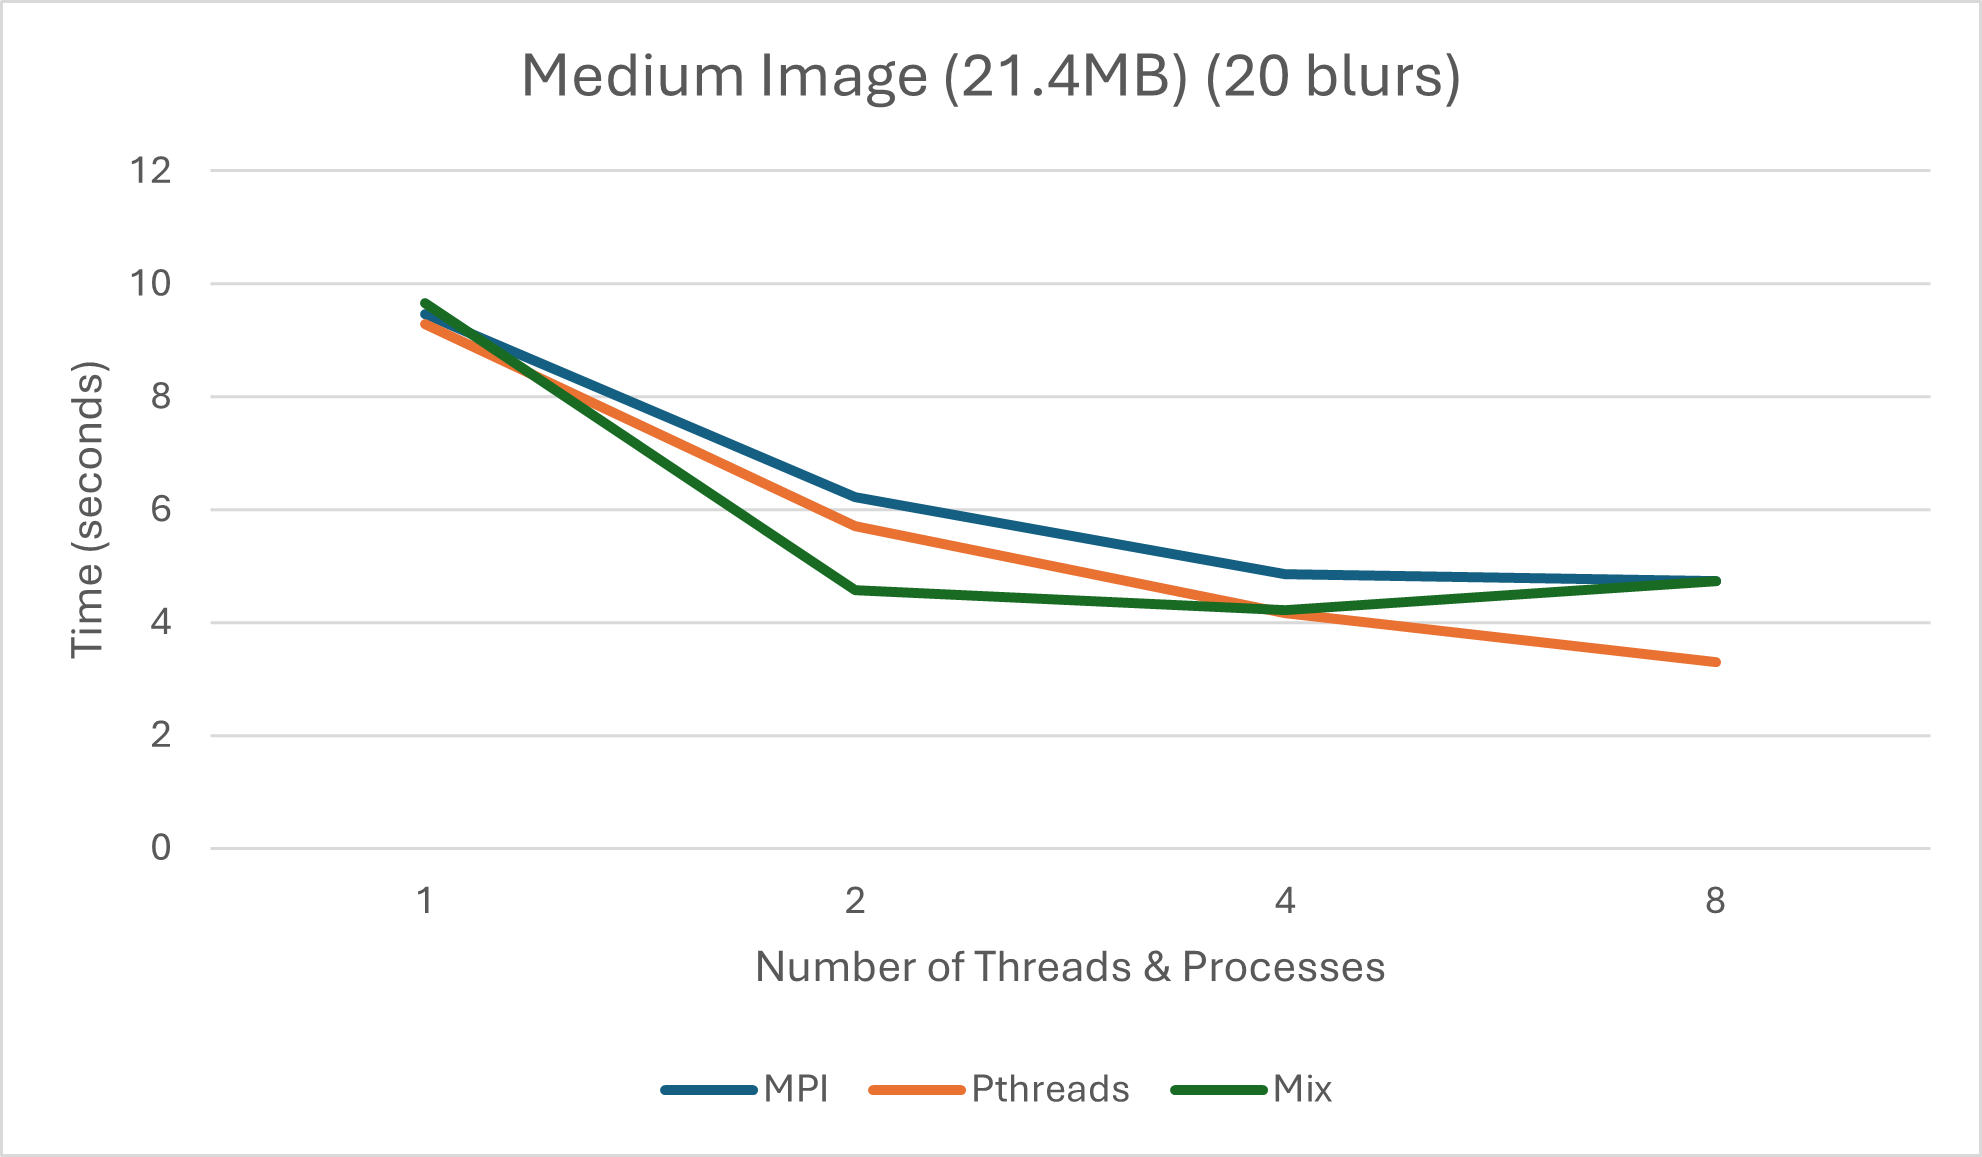 Medium Image (21.4MB) (20 blurs)
12
10
8
6
4
2
0
Time (seconds)
1 2 4 8
Number of Threads & Processes
MPI Pthreads Mix